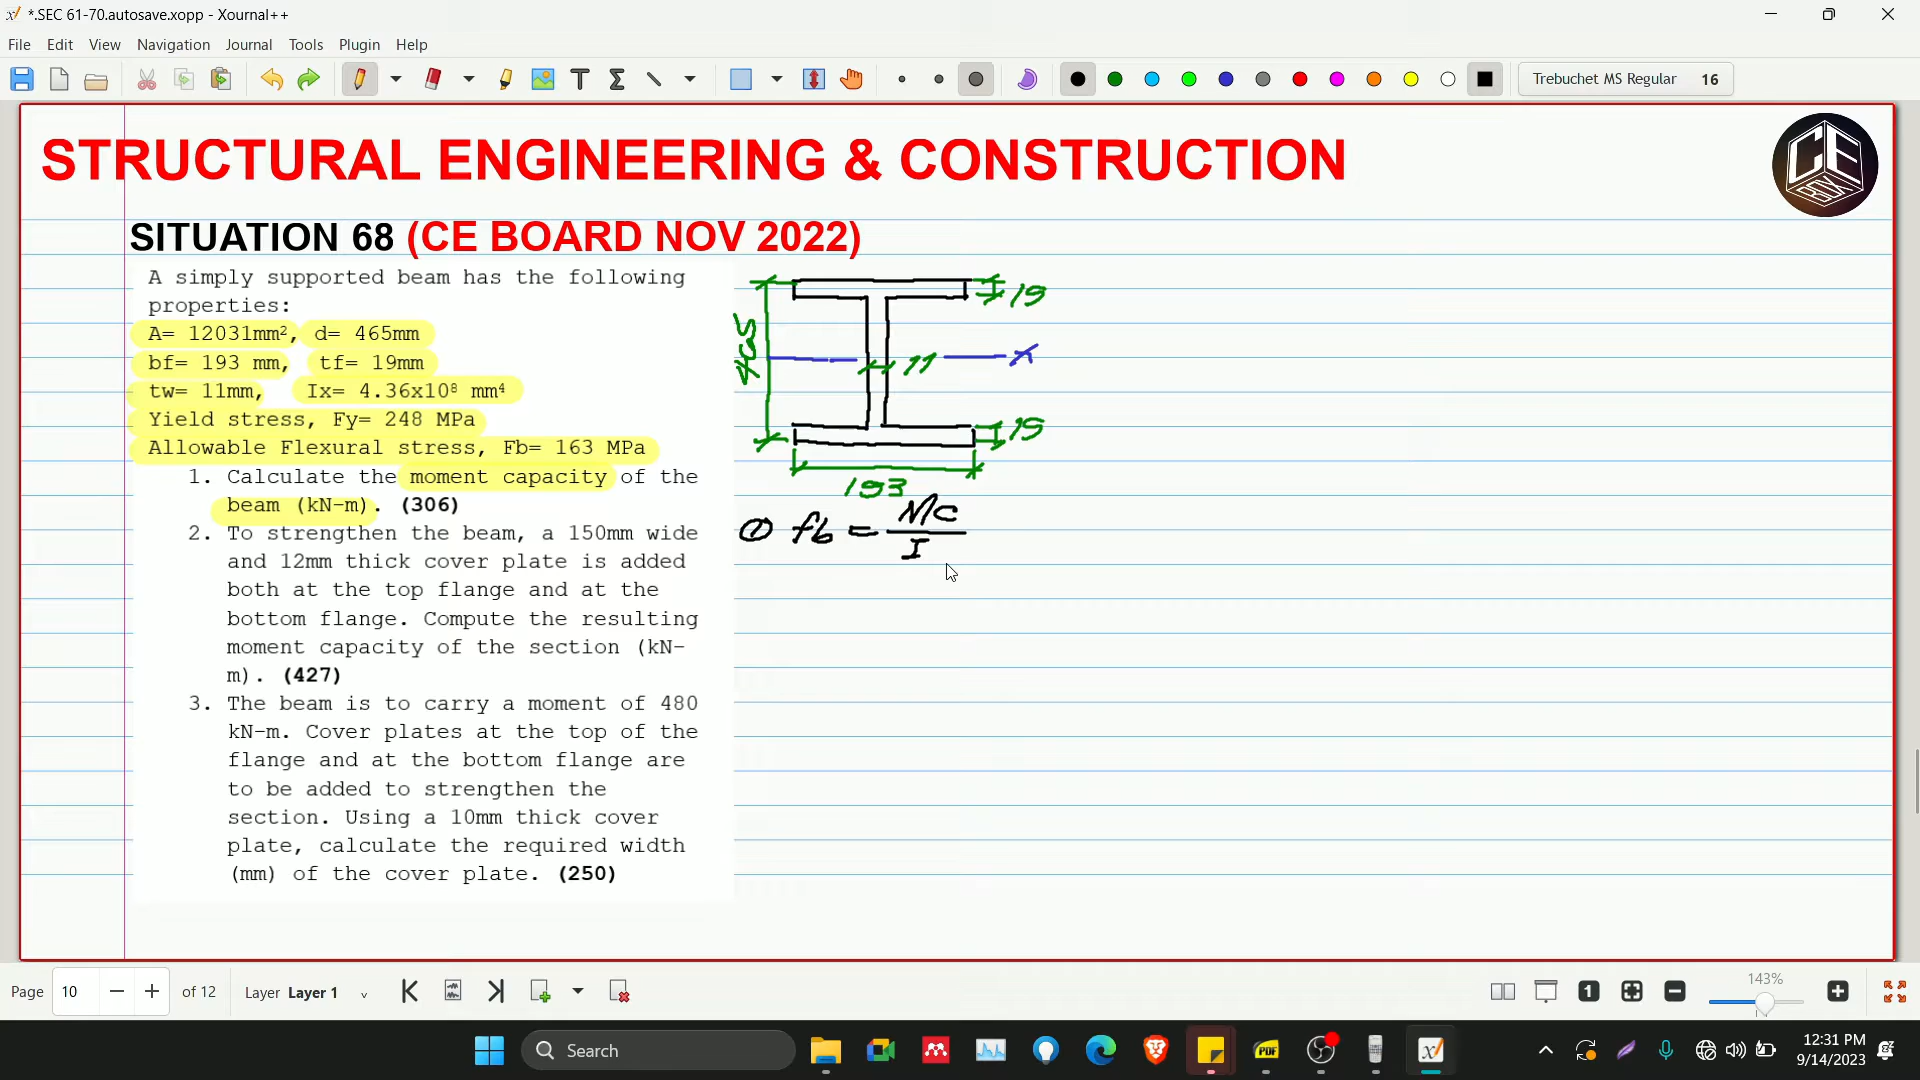 *.SEC 61-70.autosave.xopp - Xournal++
File Edit View Navigation Journal Tools Plugin Help
Trebuchet MS Regular 16
STRUCTURAL ENGINEERING & CONSTRUCTION
CE
BOX
SITUATION 68 (CE BOARD NOV 2022)
A simply supported beam has the following
properties:
A= 12031mm², d= 465mm
bf= 193 mm, tf= 19mm
tw= 11mm, Ix= 4.36x10⁸ mm⁴
Yield stress, Fy= 248 MPa
Allowable Flexural stress, Fb= 163 MPa
1. Calculate the moment capacity of the
beam (kN-m). (306)
2. To strengthen the beam, a 150mm wide
and 12mm thick cover plate is added
both at the top flange and at the
bottom flange. Compute the resulting
moment capacity of the section (kN-
m). (427)
3. The beam is to carry a moment of 480
kN-m. Cover plates at the top of the
flange and at the bottom flange are
to be added to strengthen the
section. Using a 10mm thick cover
plate, calculate the required width
(mm) of the cover plate. (250)
19
465
11
x
19
193
① fb = Mc
I
Page 10 of 12 Layer Layer 1
1
143%
Search
PDF
12:31 PM
9/14/2023